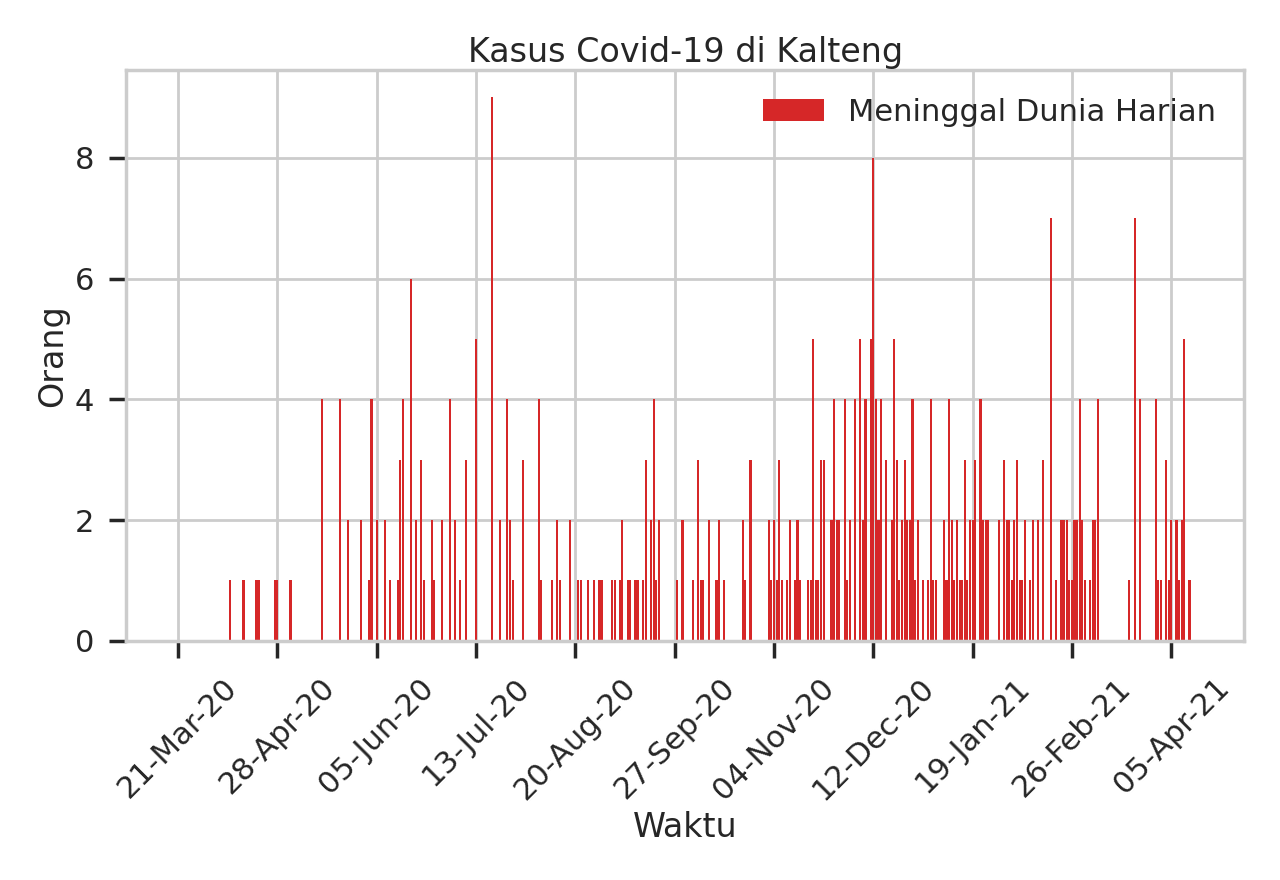 Kasus Covid-19 di Kalteng
Meninggal Dunia Harian
Orang
8
6
4
2
0
21-Mar-20
28-Apr-20
05-Jun-20
13-Jul-20
20-Aug-20
27-Sep-20
04-Nov-20
12-Dec-20
19-Jan-21
26-Feb-21
05-Apr-21
Waktu